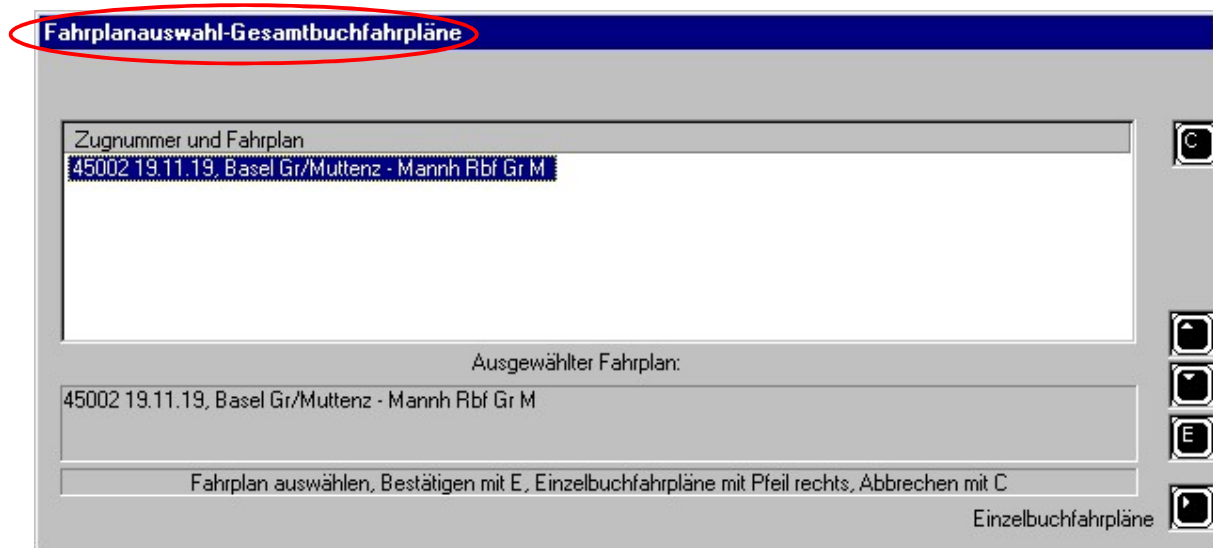 Fahrplanauswahl-Gesamtbuchfahrpläne
Zugnummer und Fahrplan
C
45002 19.11.19, Basel Gr/Muttenz - Mannh Rbf Gr M
Ausgewählter Fahrplan:
45002 19.11.19, Basel Gr/Muttenz - Mannh Rbf Gr M
E
Fahrplan auswählen, Bestätigen mit E, Einzelbuchfahrpläne mit Pfeil rechts, Abbrechen mit C
Einzelbuchfahrpläne